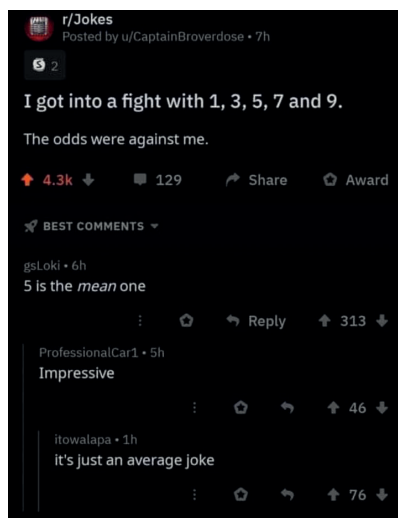 r/Jokes
Posted by u/CaptainBroverdose • 7h
S 2
I got into a fight with 1, 3, 5, 7 and 9.
The odds were against me.
4.3k 129 Share Award
BEST COMMENTS
gsLoki • 6h
5 is the mean one
Reply 313
ProfessionalCar1 • 5h
Impressive
46
itowalapa • 1h
it's just an average joke
76